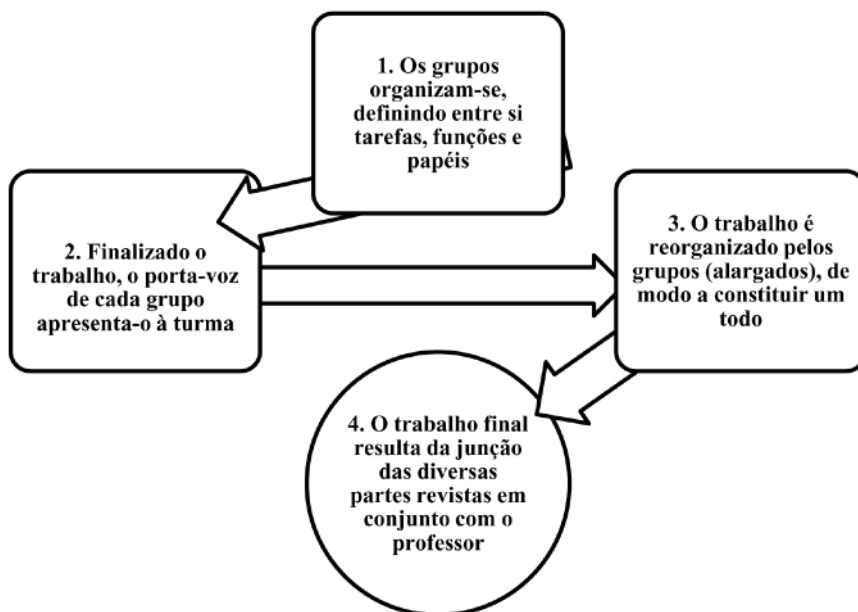 1. Os grupos
organizam-se,
definindo entre si
tarefas, funções e
papéis
2. Finalizado o
trabalho, o porta-voz
de cada grupo
apresenta-o à turma
3. O trabalho é
reorganizado pelos
grupos (alargados), de
modo a constituir um
todo
4. O trabalho final
resulta da junção
das diversas
partes revistas em
conjunto com o
professor